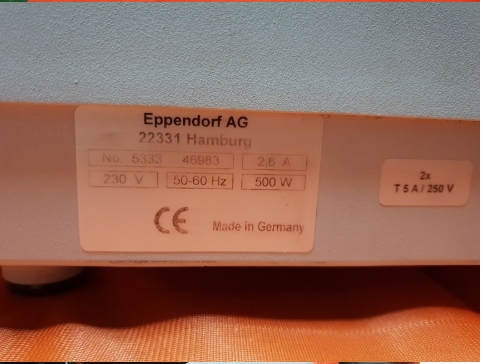 Eppendorf AG
22331 Hamburg
No. 5333 46983 2,6 A
230 V 50-60 Hz 500 W
CE Made in Germany
2x
T 5 A / 250 V